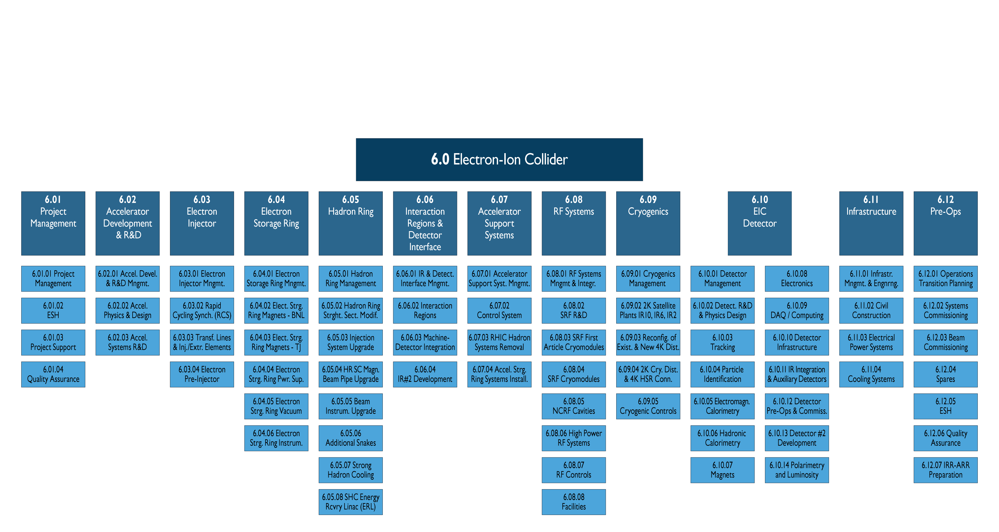 6.0 Electron-Ion Collider
6.01
Project
Management
6.02
Accelerator
Development
& R&D
6.03
Electron
Injector
6.04
Electron
Storage Ring
6.05
Hadron Ring
6.06
Interaction
Regions &
Detector
Interface
6.07
Accelerator
Support
Systems
6.08
RF Systems
6.09
Cryogenics
6.10
EIC
Detector
6.11
Infrastructure
6.12
Pre-Ops
6.01.01 Project
Management
6.01.02
ESH
6.01.03
Project Support
6.01.04
Quality Assurance
6.02.01 Accel. Devel.
& R&D Mngmt.
6.02.02 Accel.
Physics & Design
6.02.03 Accel.
Systems R&D
6.03.01 Electron
Injector Mngmt.
6.03.02 Rapid
Cycling Synch. (RCS)
6.03.03 Transf. Lines
& Inj./Extr. Elements
6.03.04 Electron
Pre-Injector
6.04.01 Electron
Storage Ring Mngmt.
6.04.02 Elect. Strg.
Ring Magnets - BNL
6.04.03 Elect. Strg.
Ring Magnets - TJ
6.04.04 Electron
Strg. Ring Pwr. Sup.
6.04.05 Electron
Strg. Ring Vacuum
6.04.06 Electron
Strg. Ring Instrum.
6.05.01 Hadron
Ring Management
6.05.02 Hadron Ring
Strght. Sect. Modif.
6.05.03 Injection
System Upgrade
6.05.04 HR SC Magn.
Beam Pipe Upgrade
6.05.05 Beam
Instrum. Upgrade
6.05.06
Additional Snakes
6.05.07 Strong
Hadron Cooling
6.05.08 SHC Energy
Rcvry Linac (ERL)
6.06.01 IR & Detect.
Interface Mngmt.
6.06.02 Interaction
Regions
6.06.03 Machine-
Detector Integration
6.06.04
IR#2 Development
6.07.01 Accelerator
Support Syst. Mngmt.
6.07.02
Control System
6.07.03 RHIC Hadron
Systems Removal
6.07.04 Accel. Strg.
Ring Systems Install.
6.08.01 RF Systems
Mngmt & Integr.
6.08.02
SRF R&D
6.08.03 SRF First
Article Cryomodules
6.08.04
SRF Cryomodules
6.08.05
NCRF Cavities
6.08.06 High Power
RF Systems
6.08.07
RF Controls
6.08.08
Facilities
6.09.01 Cryogenics
Management
6.09.02 2K Satellite
Plants IR10, IR6, IR2
6.09.03 Reconfig. of
Exist. & New 4K Dist.
6.09.04 2K Cry. Dist.
& 4K HSR Conn.
6.09.05
Cryogenic Controls
6.10.01 Detector
Management
6.10.02 Detect. R&D
& Physics Design
6.10.03
Tracking
6.10.04 Particle
Identification
6.10.05 Electromagn.
Calorimetry
6.10.06 Hadronic
Calorimetry
6.10.07
Magnets
6.10.08
Electronics
6.10.09
DAQ / Computing
6.10.10 Detector
Infrastructure
6.10.11 IR Integration
& Auxiliary Detectors
6.10.12 Detector
Pre-Ops & Commiss.
6.10.13 Detector #2
Development
6.10.14 Polarimetry
and Luminosity
6.11.01 Infrastr.
Mngmt. & Engnrng.
6.11.02 Civil
Construction
6.11.03 Electrical
Power Systems
6.11.04
Cooling Systems
6.12.01 Operations
Transition Planning
6.12.02 Systems
Commissioning
6.12.03 Beam
Commissioning
6.12.04
Spares
6.12.05
ESH
6.12.06 Quality
Assurance
6.12.07 IRR-ARR
Preparation